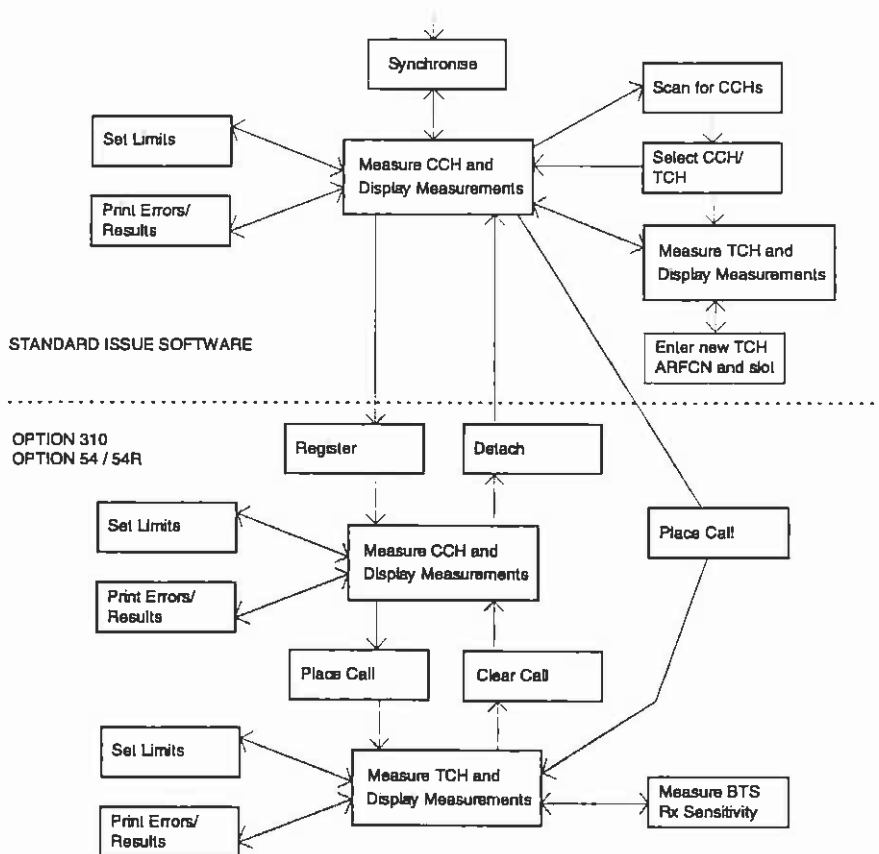 Synchronise
Scan for CCHs
Set Limits
Measure CCH and
Display Measurements
Select CCH/
TCH
Print Errors/
Results
Measure TCH and
Display Measurements
STANDARD ISSUE SOFTWARE
Enter new TCH
ARFCN and slot
OPTION 310
OPTION 54 / 54R
Register
Detach
Set Limits
Measure CCH and
Display Measurements
Place Call
Print Errors/
Results
Place Call
Clear Call
Set Limits
Measure TCH and
Display Measurements
Measure BTS
Rx Sensitivity
Print Errors/
Results